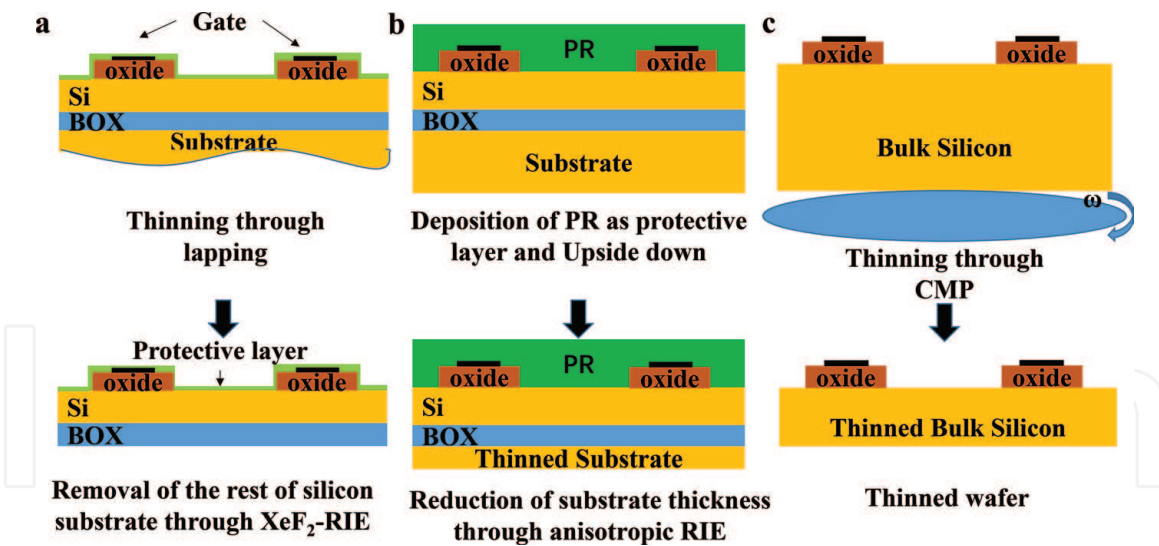 a
Gate
oxide
oxide
Si
BOX
Substrate
Thinning through
lapping
Protective layer
oxide
oxide
Si
BOX
Removal of the rest of silicon
substrate through XeF₂-RIE
b
PR
oxide
oxide
Si
BOX
Substrate
Deposition of PR as protective
layer and Upside down
PR
oxide
oxide
Si
BOX
Thinned Substrate
Reduction of substrate thickness
through anisotropic RIE
c
oxide
oxide
Bulk Silicon
ω
Thinning through
CMP
oxide
oxide
Thinned Bulk Silicon
Thinned wafer